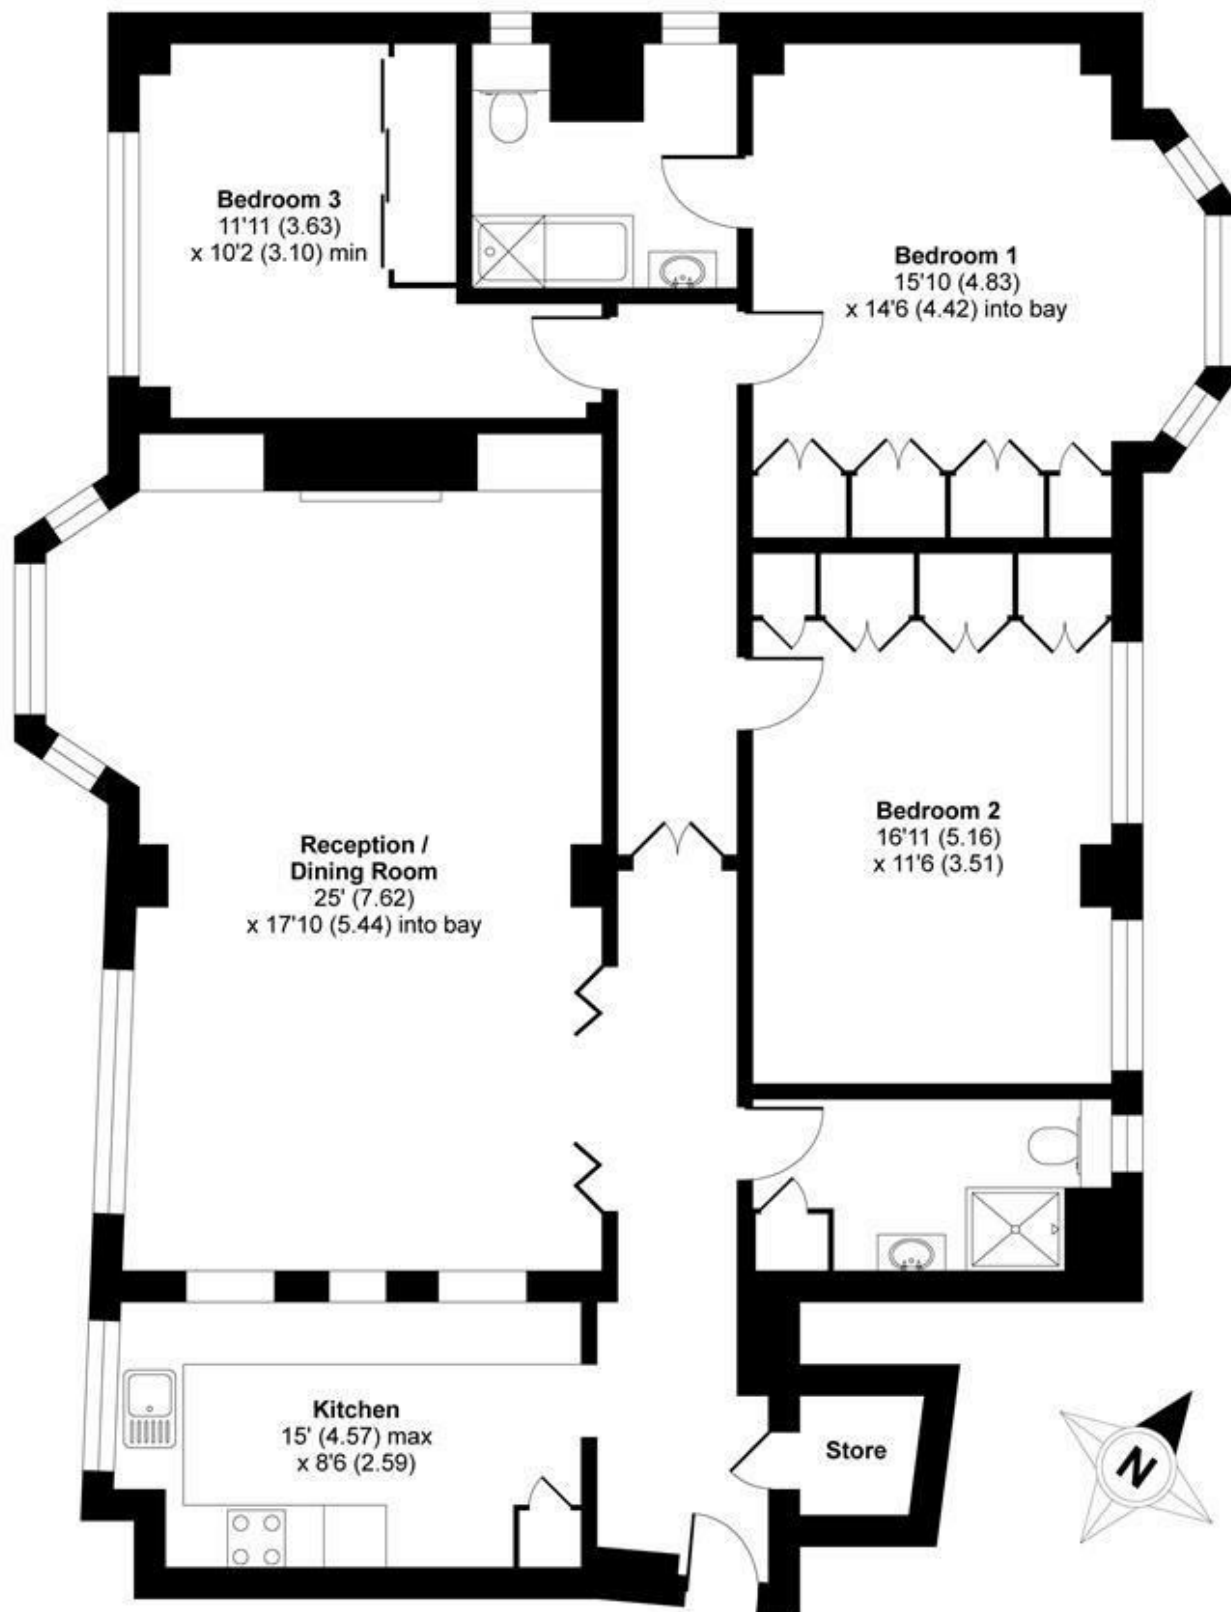 Bedroom 3
11'11 (3.63)
x 10'2 (3.10) min
Bedroom 1
15'10 (4.83)
x 14'6 (4.42) into bay
Reception /
Dining Room
25' (7.62)
x 17'10 (5.44) into bay
Bedroom 2
16'11 (5.16)
x 11'6 (3.51)
Kitchen
15' (4.57) max
x 8'6 (2.59)
Store
N